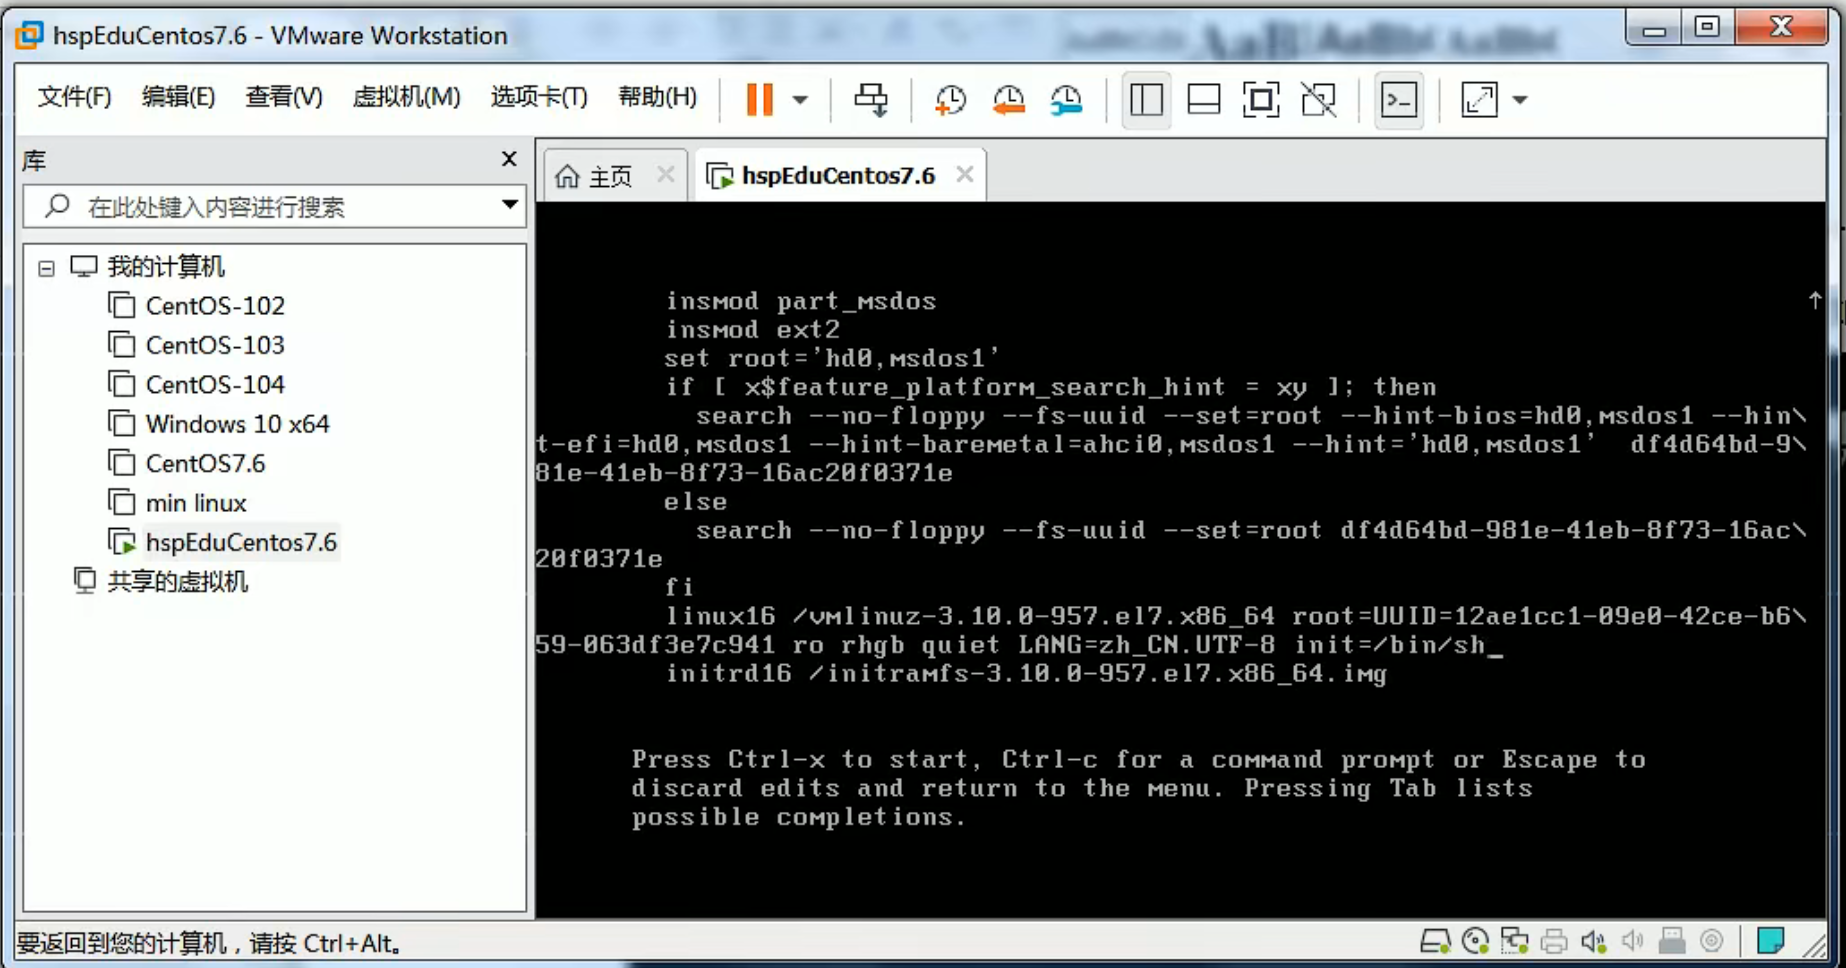 hspEduCentos7.6 - VMware Workstation
文件(F) 编辑(E) 查看(V) 虚拟机(M) 选项卡(T) 帮助(H)
库
在此处键入内容进行搜索
我的计算机
CentOS-102
CentOS-103
CentOS-104
Windows 10 x64
CentOS7.6
min linux
hspEduCentos7.6
共享的虚拟机
主页 hspEduCentos7.6
insmod part_msdos
insmod ext2
set root='hd0,msdos1'
if [ x$feature_platform_search_hint = xy ]; then
search --no-floppy --fs-uuid --set=root --hint-bios=hd0,msdos1 --hin\
t-efi=hd0,msdos1 --hint-baremetal=ahci0,msdos1 --hint='hd0,msdos1'  df4d64bd-9\
81e-41eb-8f73-16ac20f0371e
else
search --no-floppy --fs-uuid --set=root df4d64bd-981e-41eb-8f73-16ac\
20f0371e
fi
linux16 /vmlinuz-3.10.0-957.el7.x86_64 root=UUID=12ae1cc1-09e0-42ce-b6\
59-063df3e7c941 ro rhgb quiet LANG=zh_CN.UTF-8 init=/bin/sh_
initrd16 /initramfs-3.10.0-957.el7.x86_64.img
Press Ctrl-x to start, Ctrl-c for a command prompt or Escape to
discard edits and return to the menu. Pressing Tab lists
possible completions.
要返回到您的计算机，请按 Ctrl+Alt。